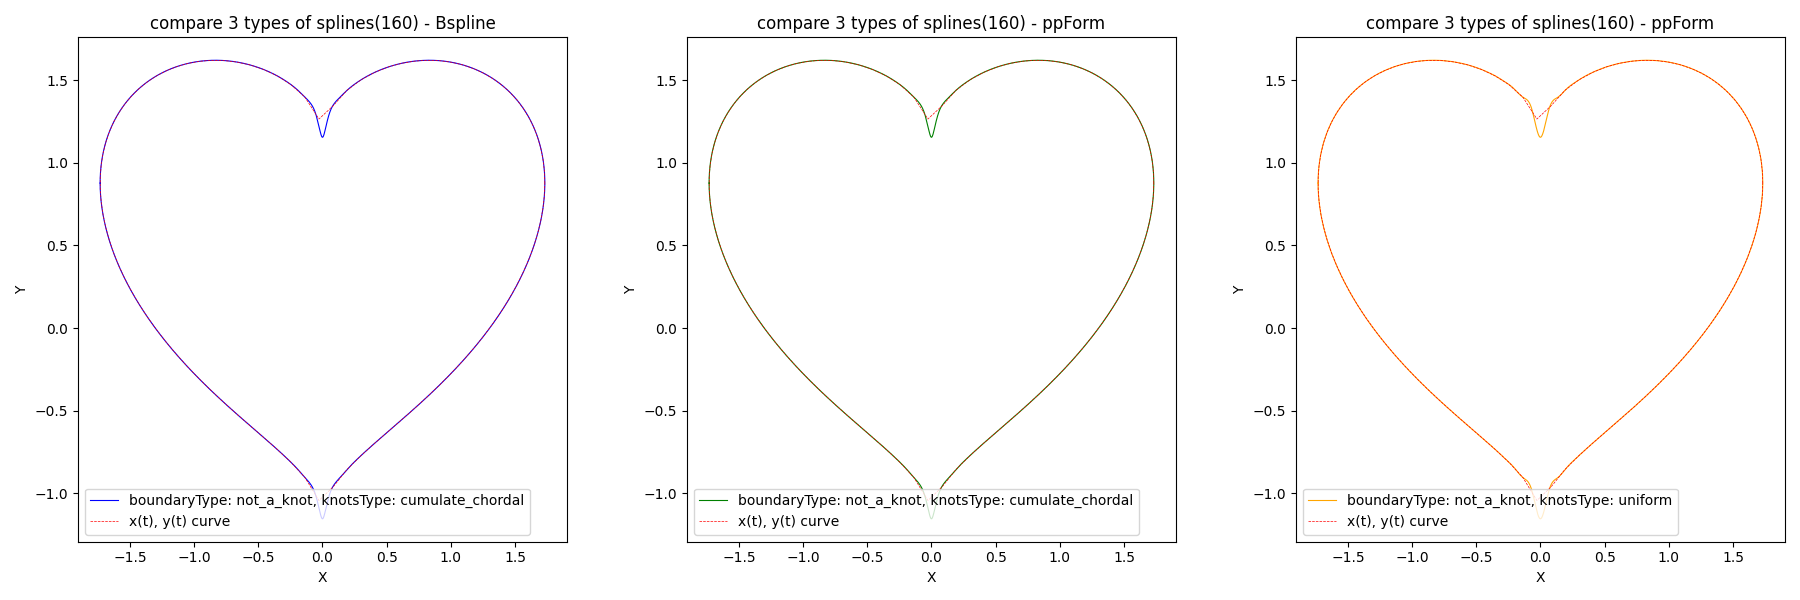 compare 3 types of splines(160) - Bspline
1.5
1.0
0.5
0.0
−0.5
−1.0
Y
boundaryType: not_a_knot, knotsType: cumulate_chordal
x(t), y(t) curve
−1.5 −1.0 −0.5 0.0 0.5 1.0 1.5
X
compare 3 types of splines(160) - ppForm
1.5
1.0
0.5
0.0
−0.5
−1.0
Y
boundaryType: not_a_knot, knotsType: cumulate_chordal
x(t), y(t) curve
−1.5 −1.0 −0.5 0.0 0.5 1.0 1.5
X
compare 3 types of splines(160) - ppForm
1.5
1.0
0.5
0.0
−0.5
−1.0
Y
boundaryType: not_a_knot, knotsType: uniform
x(t), y(t) curve
−1.5 −1.0 −0.5 0.0 0.5 1.0 1.5
X